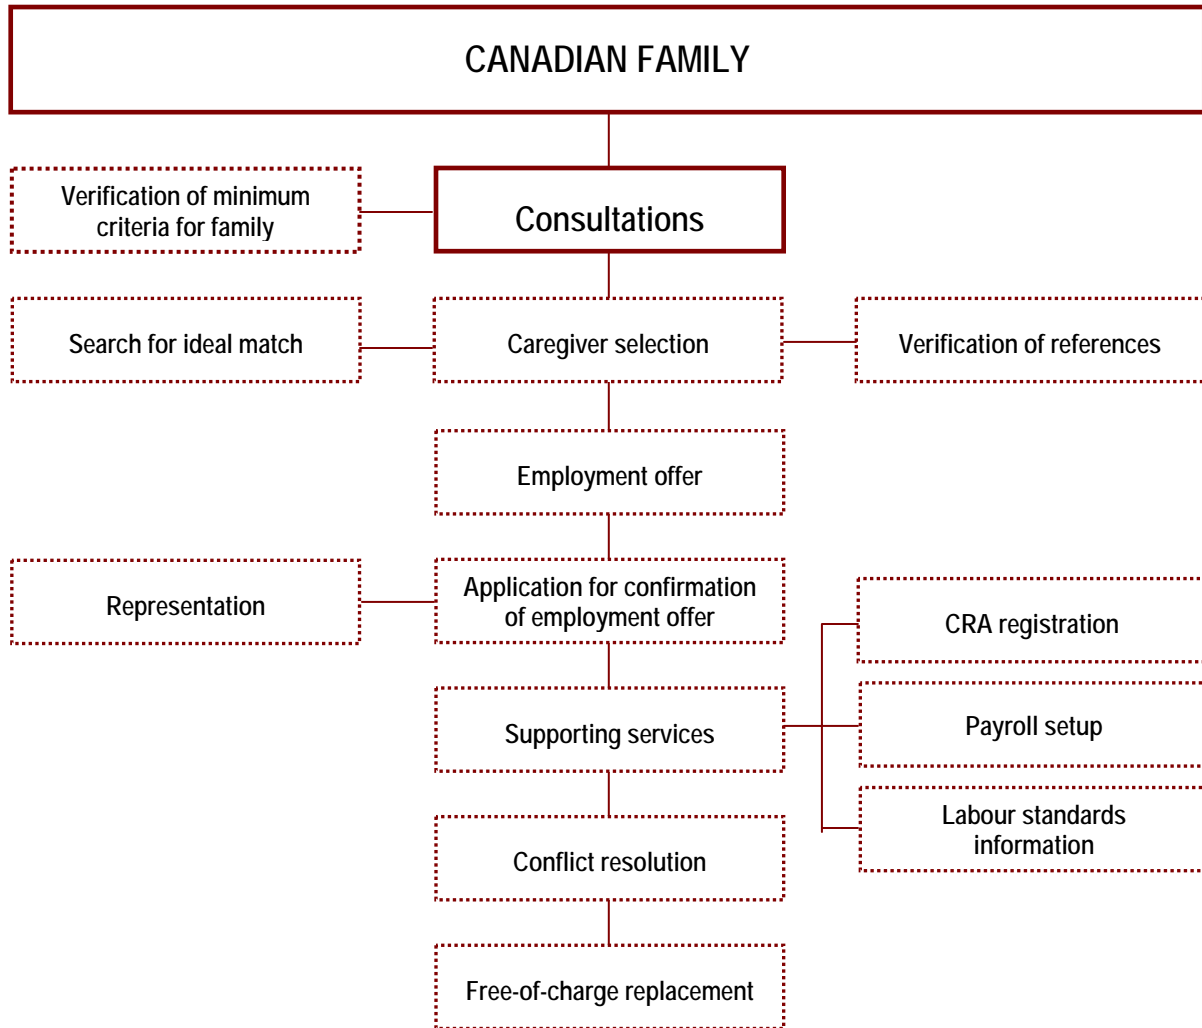 CANADIAN FAMILY
Verification of minimum
criteria for family
Consultations
Search for ideal match
Caregiver selection
Verification of references
Employment offer
Representation
Application for confirmation
of employment offer
CRA registration
Supporting services
Payroll setup
Labour standards
information
Conflict resolution
Free-of-charge replacement